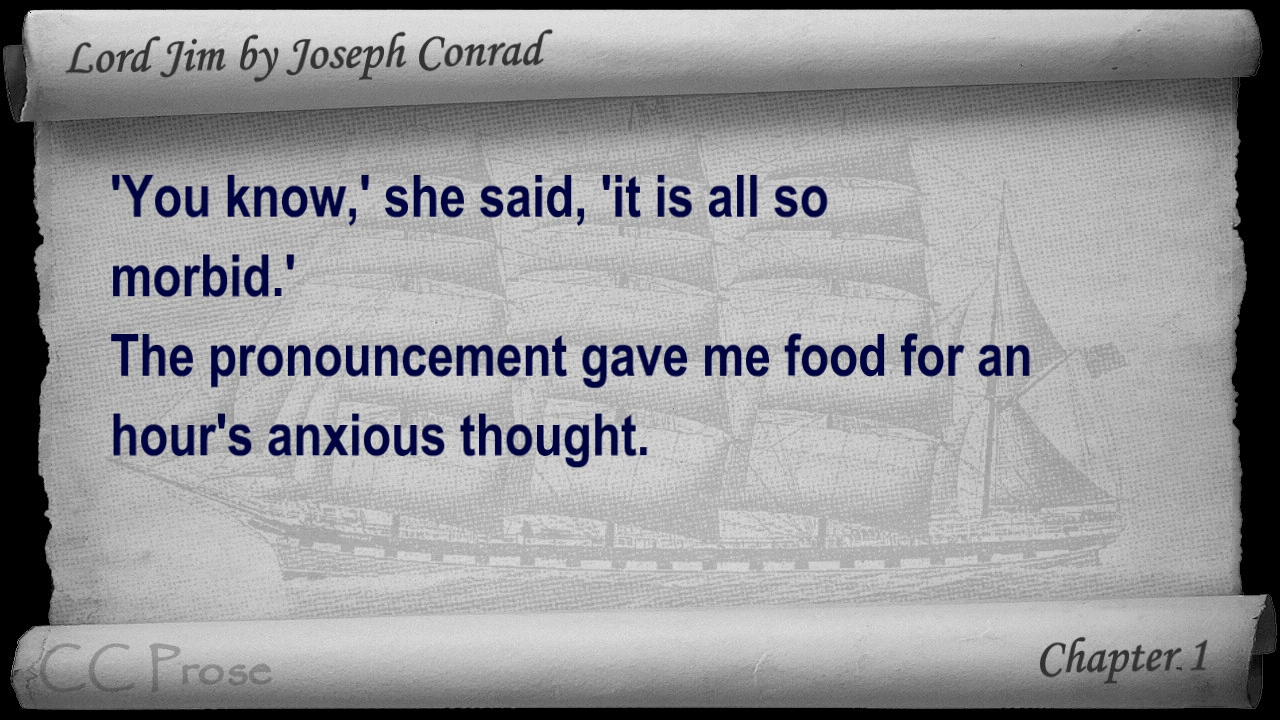 Lord Jim by Joseph Conrad
'You know,' she said, 'it is all so
morbid.'
The pronouncement gave me food for an
hour's anxious thought.
CC Prose
Chapter 1